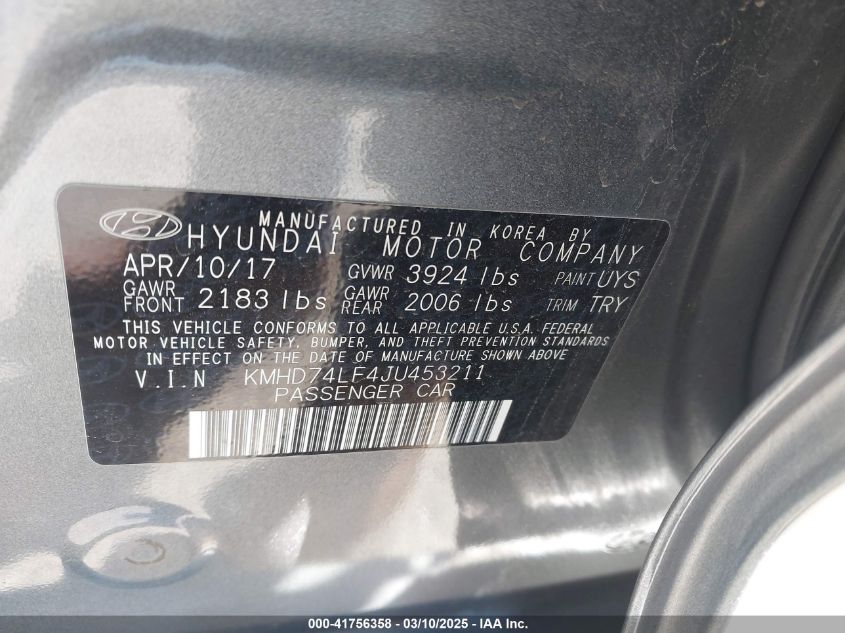 MANUFACTURED IN KOREA BY
HYUNDAI MOTOR COMPANY
APR/10/17 GVWR 3924 lbs PAINT UYS
GAWR FRONT 2183 lbs GAWR REAR 2006 lbs TRIM TRY
THIS VEHICLE CONFORMS TO ALL APPLICABLE U.S.A. FEDERAL
MOTOR VEHICLE SAFETY, BUMPER, AND THEFT PREVENTION STANDARDS
IN EFFECT ON THE DATE OF MANUFACTURE SHOWN ABOVE
V.I.N KMHD74LF4JU453211
PASSENGER CAR
000-41756358 - 03/10/2025 - IAA Inc.